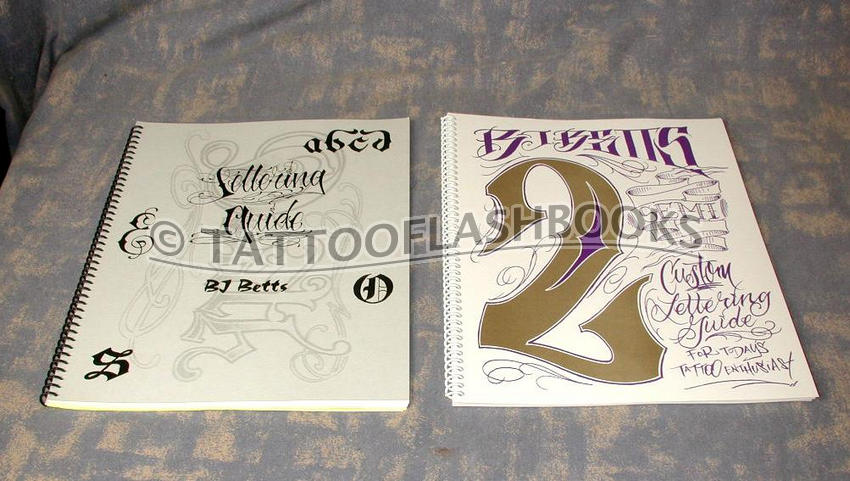 abcd
Lettering
Guide
&
BJ Betts
O
S
BJ BETTS
2
Custom
Lettering
Guide
FOR TODAYS
TATTOO ENTHUSIAST
© TATTOOFLASHBOOKS